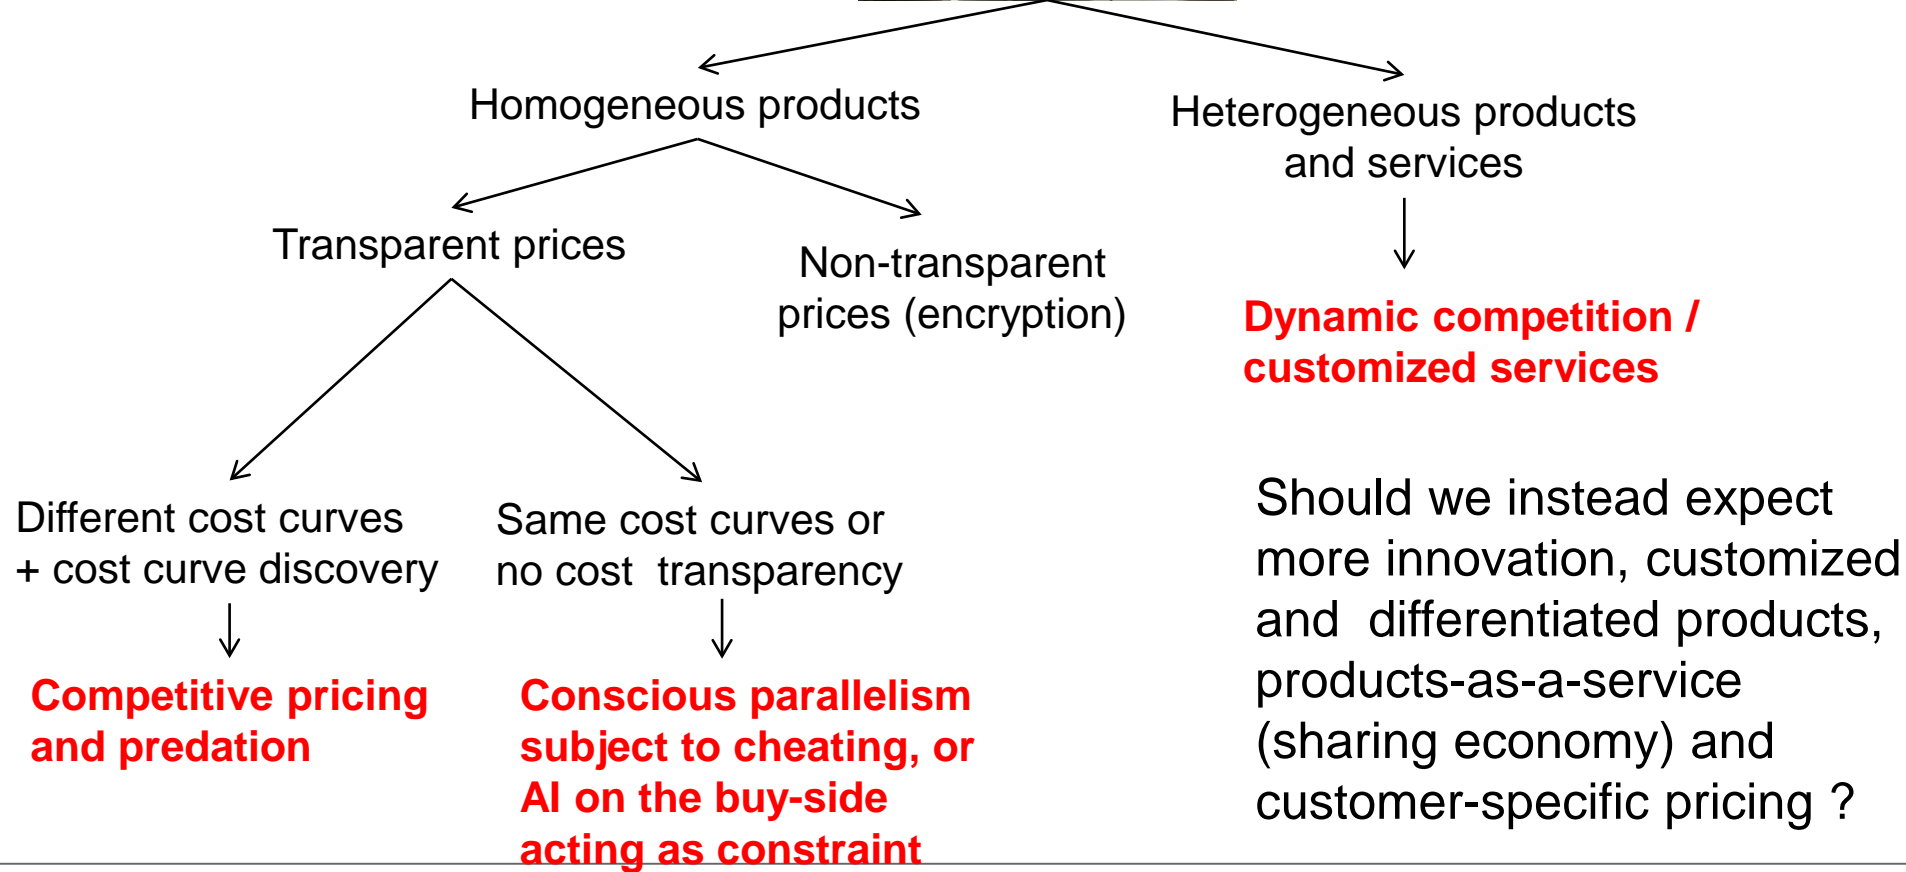 Homogeneous products
Heterogeneous products
and services
Transparent prices
Non-transparent
prices (encryption)
Dynamic competition /
customized services
Different cost curves
+ cost curve discovery
Same cost curves or
no cost  transparency
Competitive pricing
and predation
Conscious parallelism
subject to cheating, or
AI on the buy-side
acting as constraint
Should we instead expect
more innovation, customized
and  differentiated products,
products-as-a-service
(sharing economy) and
customer-specific pricing ?